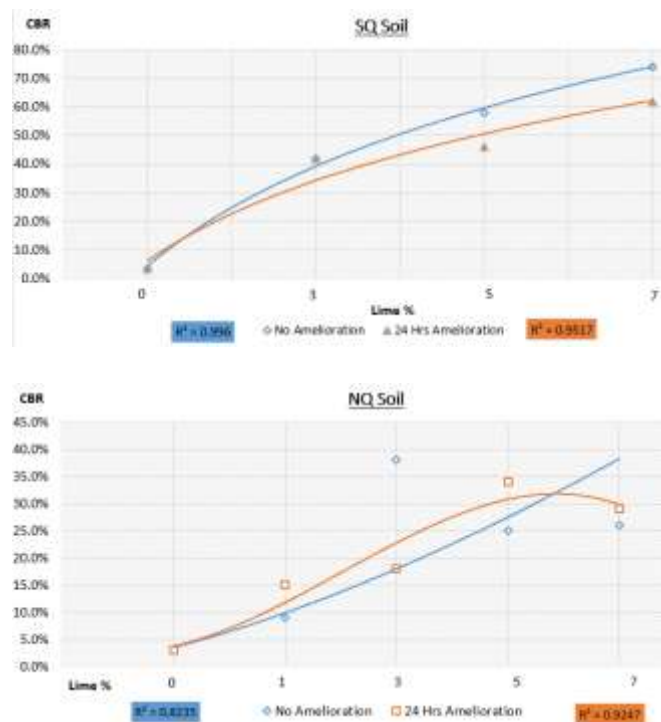 CBR
SQ Soil
80.0%
70.0%
60.0%
50.0%
40.0%
30.0%
20.0%
10.0%
0.0%
0 3 5 7
Lime %
R² = 0.996 No Amelioration 24 Hrs Amelioration R² = 0.9517
CBR
NQ Soil
45.0%
40.0%
35.0%
30.0%
25.0%
20.0%
15.0%
10.0%
5.0%
0.0%
Lime % 0 1 3 5 7
R² = No Amelioration 24 Hrs Amelioration R² = 0.9247